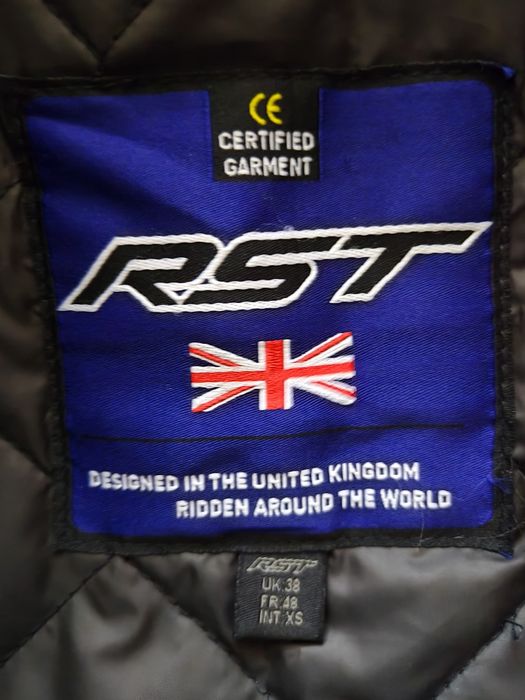 CE
CERTIFIED
GARMENT
RST
DESIGNED IN THE UNITED KINGDOM
RIDDEN AROUND THE WORLD
RST
UK:38
FR:48
INT:XS